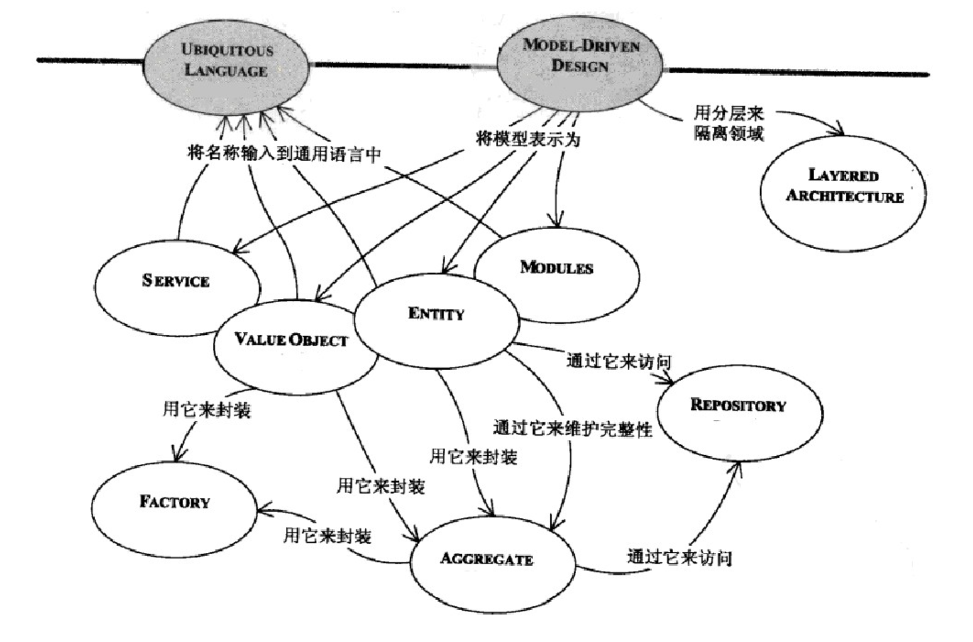 UBIQUITOUS
LANGUAGE
MODEL-DRIVEN
DESIGN
用分层来
隔离领域
将名称输入到通用语言中
将模型表示为
LAYERED
ARCHITECTURE
SERVICE
MODULES
VALUE OBJECT
ENTITY
通过它来访问
用它来封装
REPOSITORY
通过它来维护完整性
用它来封装
用它来封装
FACTORY
用它来封装
AGGREGATE
通过它来访问